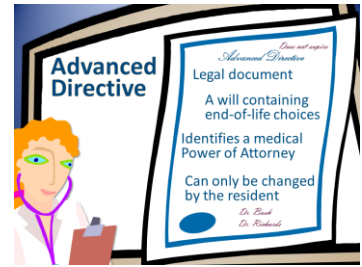 Advanced
Directive
Does not expire
Advanced Directive
Legal document
A will containing
end-of-life choices
Identifies a medical
Power of Attorney
Can only be changed
by the resident
Dr. Bush
Dr. Richards